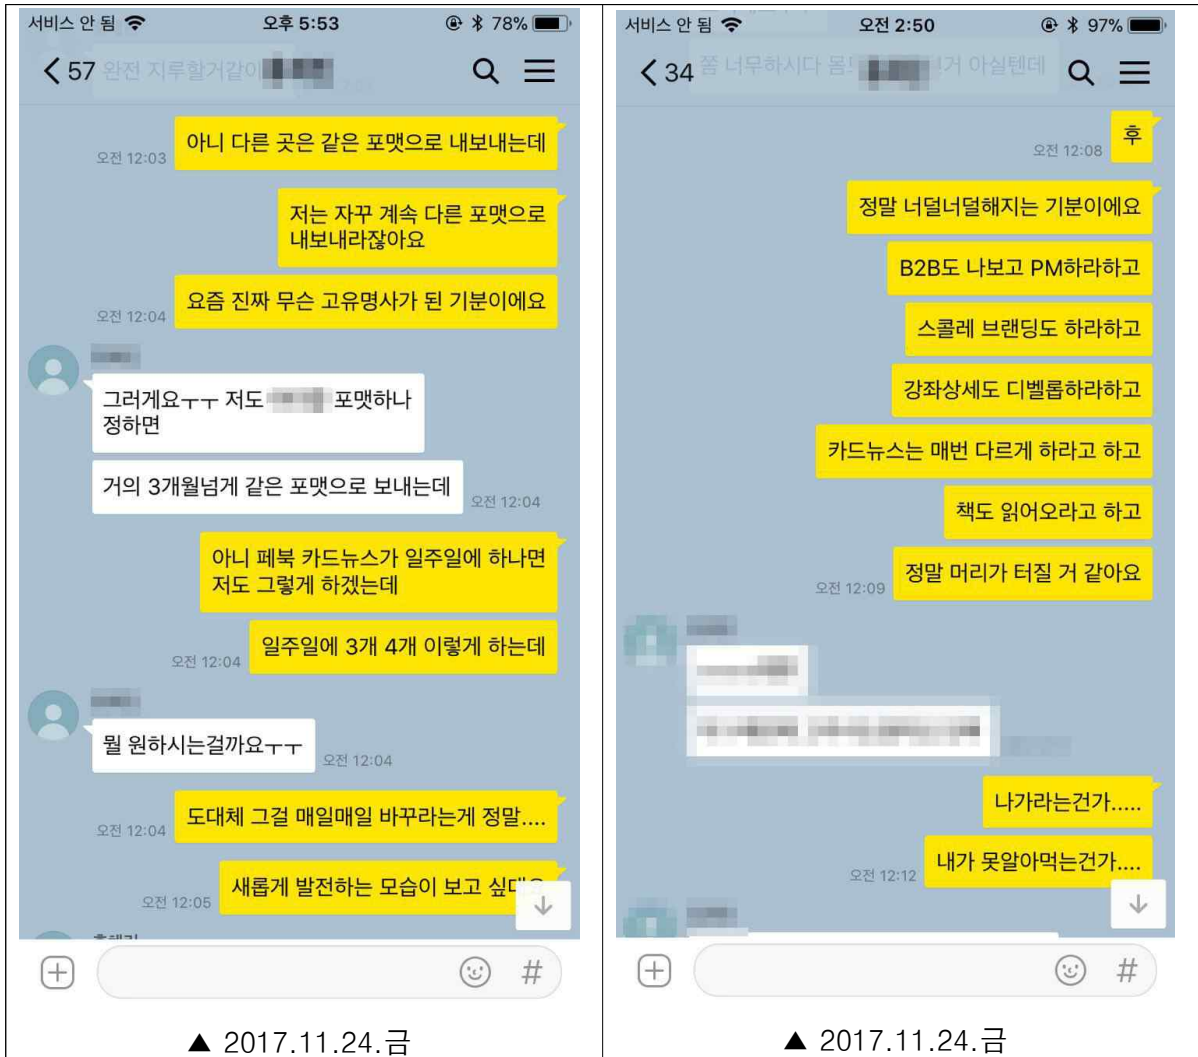 서비스 안 됨 오후 5:53 78%
57 완전 지루할거같이
아니 다른 곳은 같은 포맷으로 내보내는데
오전 12:03
저는 자꾸 계속 다른 포맷으로
내보내라잖아요
요즘 진짜 무슨 고유명사가 된 기분이에요
오전 12:04
그러게요ㅜㅜ 저도 포맷하나
정하면
거의 3개월넘게 같은 포맷으로 보내는데
오전 12:04
아니 페북 카드뉴스가 일주일에 하나면
저도 그렇게 하겠는데
일주일에 3개 4개 이렇게 하는데
오전 12:04
뭘 원하시는걸까요ㅜㅜ
오전 12:04
도대체 그걸 매일매일 바꾸라는게 정말....
오전 12:04
새롭게 발전하는 모습이 보고 싶대
오전 12:05
#
▲ 2017.11.24.금
서비스 안 됨 오전 2:50 97%
34 쫌 너무하시다 거 아실텐데
후
오전 12:08
정말 너덜너덜해지는 기분이에요
B2B도 나보고 PM하라하고
스콜레 브랜딩도 하라하고
강좌상세도 디벨롭하라하고
카드뉴스는 매번 다르게 하라고 하고
책도 읽어오라고 하고
정말 머리가 터질 거 같아요
오전 12:09
나가라는건가.....
내가 못알아먹는건가....
오전 12:12
#
▲ 2017.11.24.금